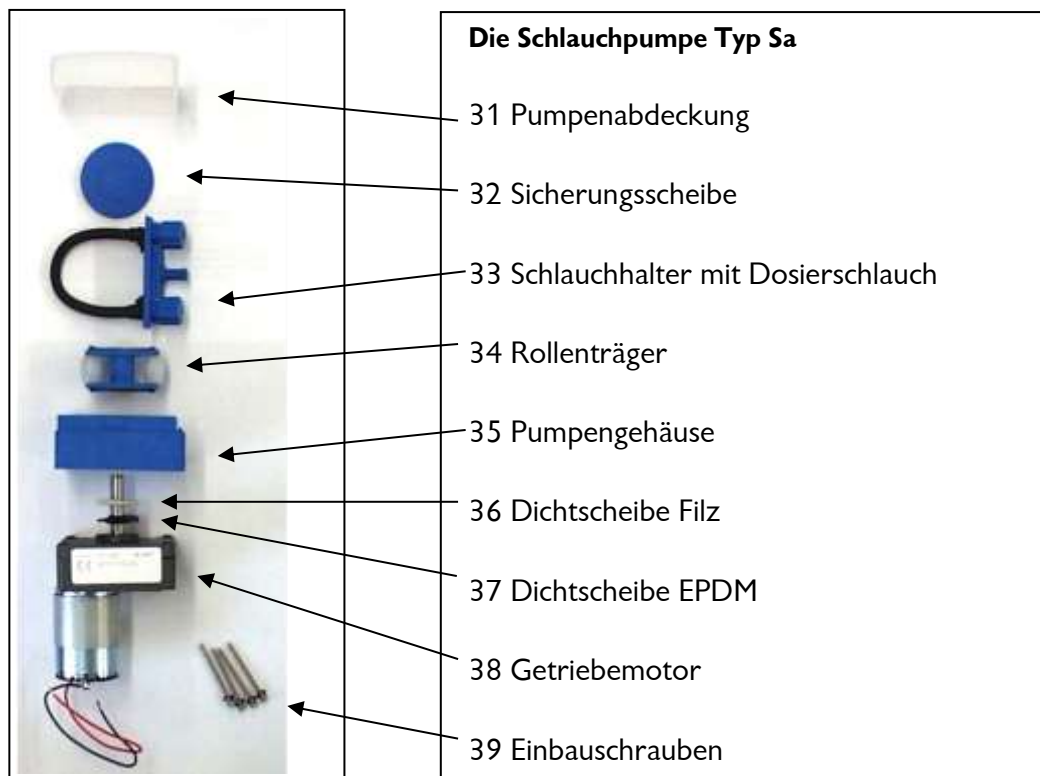 Die Schlauchpumpe Typ Sa
31 Pumpenabdeckung
32 Sicherungsscheibe
33 Schlauchhalter mit Dosierschlauch
34 Rollenträger
35 Pumpengehäuse
36 Dichtscheibe Filz
37 Dichtscheibe EPDM
38 Getriebemotor
39 Einbauschrauben